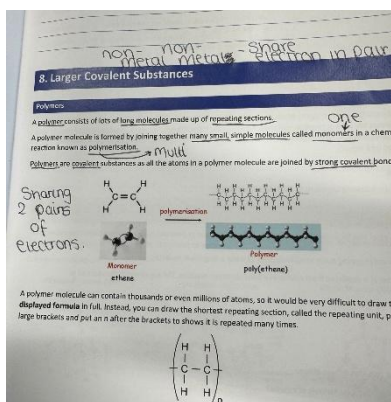 non- non-
metal metals - share
electron in pair
8. Larger Covalent Substances
Polymers
A polymer consists of lots of long molecules made up of repeating sections.
one
A polymer molecule is formed by joining together many small, simple molecules called monomers in a chem
reaction known as polymerisation.
multi
Polymers are covalent substances as all the atoms in a polymer molecule are joined by strong covalent bond
Sharing
2 pairs
of
electrons.
H H
C=C
H H
polymerisation
H H H H H H H H
C C C C C C C C
H H H H H H H H
Monomer
ethene
Polymer
poly(ethene)
A polymer molecule can contain thousands or even millions of atoms, so it would be very difficult to draw t
displayed formula in full. Instead, you can draw the shortest repeating section, called the repeating unit, p
large brackets and put an n after the brackets to shows it is repeated many times.
H H
C C
H H
n